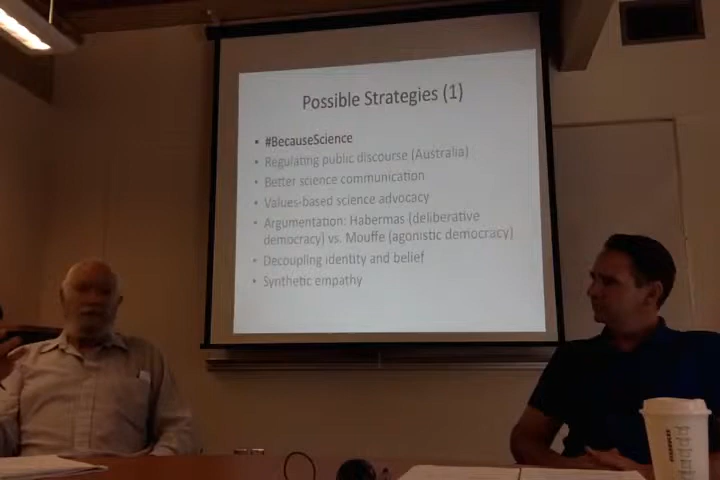 Possible Strategies (1)
• #BecauseScience
• Regulating public discourse (Australia)
• Better science communication
• Values-based science advocacy
• Argumentation: Habermas (deliberative
democracy) vs. Mouffe (agonistic democracy)
• Decoupling identity and belief
• Synthetic empathy